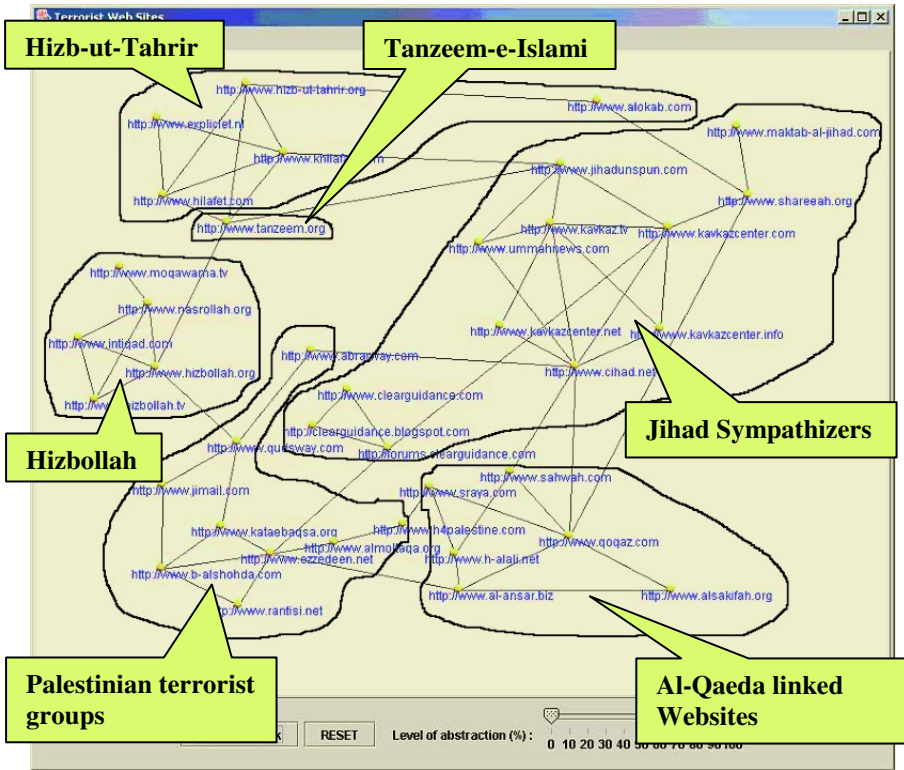 Terrorist Web Sites
Hizb-ut-Tahrir
Tanzeem-e-Islami
http://www.hizb-ut-tahrir.org
http://www.alokab.com
http://www.explicfet.nl
http://www.maktab-al-jihad.com
http://www.jihadunspun.com
http://www.hilafet.com
http://www.shareeah.org
http://www.tanzeem.org
http://www.kavkaz.tv
http://www.kavkazcenter.com
http://www.ummahnews.com
http://www.moqawama.tv
http://www.nasrollah.org
http://www.kavkazcenter.net
http://www.kavkazcenter.info
http://www.intiqad.com
http://www.abrarway.com
http://www.hizbollah.org
http://www.cihad.net
http://www.clearguidance.com
http://clearguidance.blogspot.com
Jihad Sympathizers
http://forums.clearguidance.com
Hizbollah
http://www.qudsway.com
http://www.sahwah.com
http://www.jimail.com
http://www.sraya.com
http://www.kataebaqsa.org
http://www.h4palestine.com
http://www.qoqaz.com
http://www.almoltaqa.org
http://www.ezzedeen.net
http://www.h-alali.net
http://www.b-alshohda.com
http://www.al-ansar.biz
http://www.alsakifah.org
http://www.rantisi.net
Palestinian terrorist
groups
Al-Qaeda linked
Websites
RESET
Level of abstraction (%) :
0 10 20 30 40 50 60 70 80 90 100